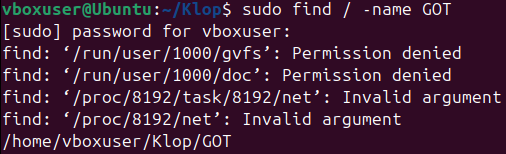 vboxuser@Ubuntu:~/Klop$ sudo find / -name GOT
[sudo] password for vboxuser:
find: ‘/run/user/1000/gvfs’: Permission denied
find: ‘/run/user/1000/doc’: Permission denied
find: ‘/proc/8192/task/8192/net’: Invalid argument
find: ‘/proc/8192/net’: Invalid argument
/home/vboxuser/Klop/GOT